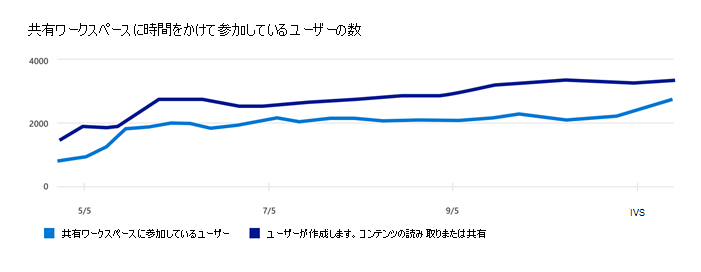 共有ワークスペースに時間をかけて参加しているユーザーの数
4000
2000
0
5/5
7/5
9/5
IVS
共有ワークスペースに参加しているユーザー
ユーザーが作成します。コンテンツの読み取りまたは共有